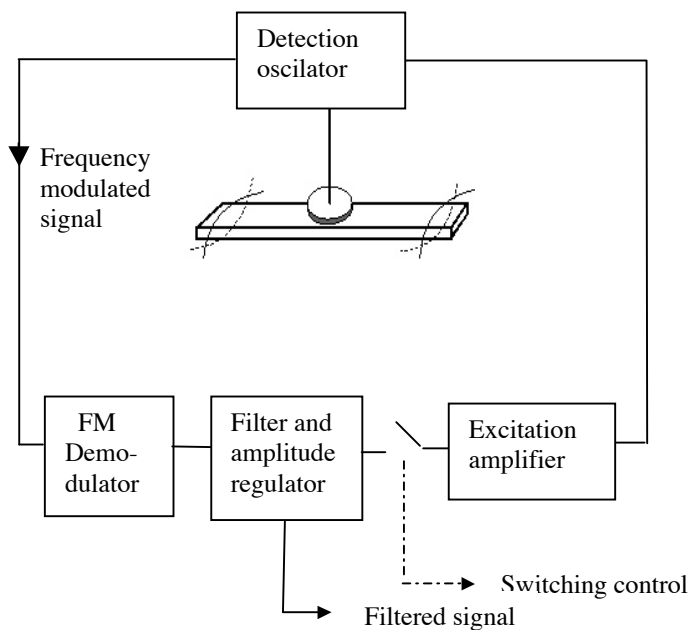 Detection
oscilator
Frequency
modulated
signal
FM
Demo-
dulator
Filter and
amplitude
regulator
Excitation
amplifier
Switching control
Filtered signal